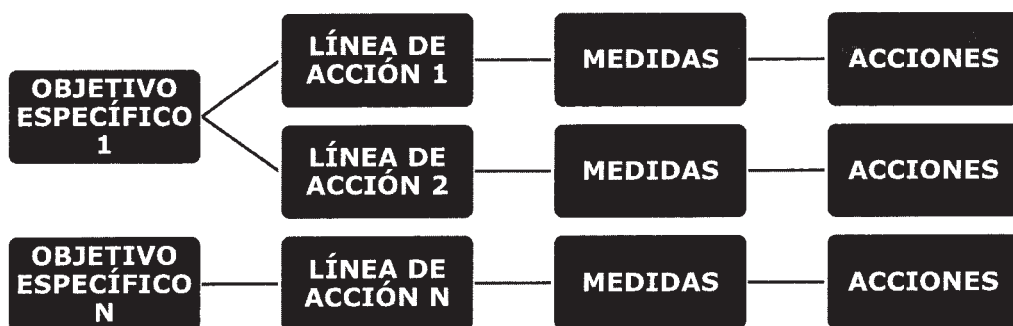 OBJETIVO
ESPECÍFICO
1
LÍNEA DE
ACCIÓN 1
MEDIDAS
ACCIONES
LÍNEA DE
ACCIÓN 2
MEDIDAS
ACCIONES
OBJETIVO
ESPECÍFICO
N
LÍNEA DE
ACCIÓN N
MEDIDAS
ACCIONES